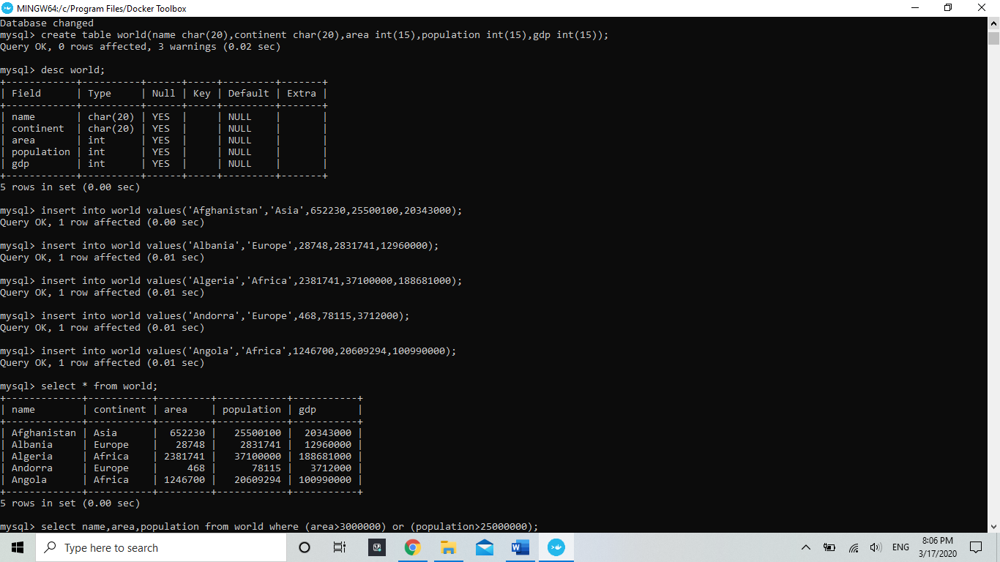 MINGW64:/c/Program Files/Docker Toolbox
Database changed
mysql> create table world(name char(20),continent char(20),area int(15),population int(15),gdp int(15));
Query OK, 0 rows affected, 3 warnings (0.02 sec)
mysql> desc world;
+------------+----------+------+-----+---------+-------+
| Field      | Type     | Null | Key | Default | Extra |
+------------+----------+------+-----+---------+-------+
| name       | char(20) | YES  |     | NULL    |       |
| continent  | char(20) | YES  |     | NULL    |       |
| area       | int      | YES  |     | NULL    |       |
| population | int      | YES  |     | NULL    |       |
| gdp        | int      | YES  |     | NULL    |       |
+------------+----------+------+-----+---------+-------+
5 rows in set (0.00 sec)
mysql> insert into world values('Afghanistan','Asia',652230,25500100,20343000);
Query OK, 1 row affected (0.00 sec)
mysql> insert into world values('Albania','Europe',28748,2831741,12960000);
Query OK, 1 row affected (0.01 sec)
mysql> insert into world values('Algeria','Africa',2381741,37100000,188681000);
Query OK, 1 row affected (0.01 sec)
mysql> insert into world values('Andorra','Europe',468,78115,3712000);
Query OK, 1 row affected (0.01 sec)
mysql> insert into world values('Angola','Africa',1246700,20609294,100990000);
Query OK, 1 row affected (0.01 sec)
mysql> select * from world;
+-------------+-----------+---------+------------+-----------+
| name        | continent | area    | population | gdp       |
+-------------+-----------+---------+------------+-----------+
| Afghanistan | Asia      |  652230 |   25500100 |  20343000 |
| Albania     | Europe    |   28748 |    2831741 |  12960000 |
| Algeria     | Africa    | 2381741 |   37100000 | 188681000 |
| Andorra     | Europe    |     468 |      78115 |   3712000 |
| Angola      | Africa    | 1246700 |   20609294 | 100990000 |
+-------------+-----------+---------+------------+-----------+
5 rows in set (0.00 sec)
mysql> select name,area,population from world where (area>3000000) or (population>25000000);
Type here to search
ENG
8:06 PM
3/17/2020